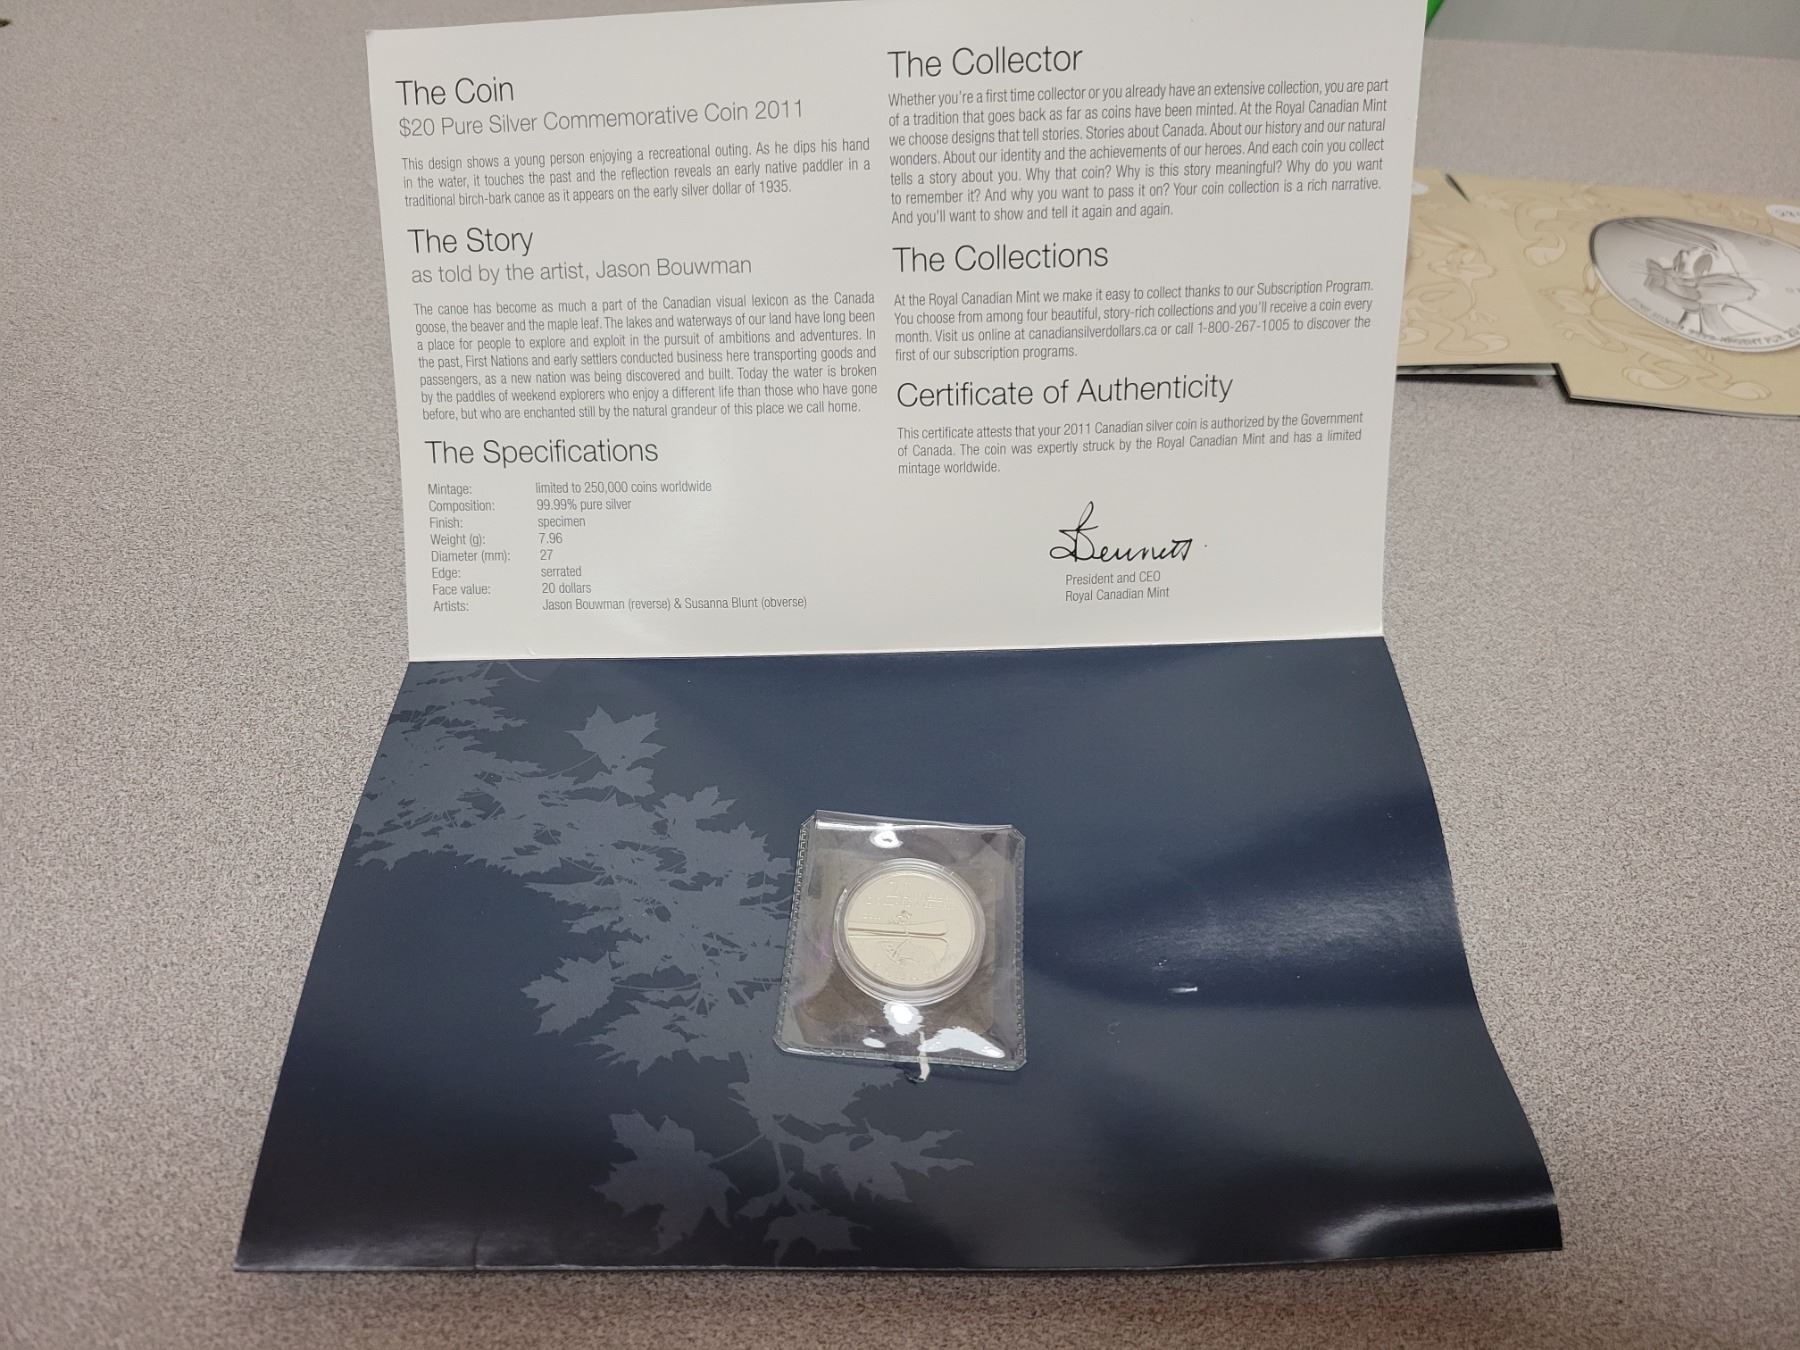 The Coin
$20 Pure Silver Commemorative Coin 2011
This design shows a young person enjoying a recreational outing. As he dips his hand
in the water, it touches the past and the reflection reveals an early native paddler in a
traditional birch-bark canoe as it appears on the early silver dollar of 1935.
The Story
as told by the artist, Jason Bouwman
The canoe has become as much a part of the Canadian visual lexicon as the Canada
goose, the beaver and the maple leaf. The lakes and waterways of our land have long been
a place for people to explore and exploit in the pursuit of ambitions and adventures. In
the past, First Nations and early settlers conducted business here transporting goods and
passengers, as a new nation was being discovered and built. Today the water is broken
by the paddles of weekend explorers who enjoy a different life than those who have gone
before, but who are enchanted still by the natural grandeur of this place we call home.
The Specifications
Mintage: limited to 250,000 coins worldwide
Composition: 99.99% pure silver
Finish: specimen
Weight (g): 7.96
Diameter (mm): 27
Edge: serrated
Face value: 20 dollars
Artists: Jason Bouwman (reverse) & Susanna Blunt (obverse)
The Collector
Whether you're a first time collector or you already have an extensive collection, you are part
of a tradition that goes back as far as coins have been minted. At the Royal Canadian Mint
we choose designs that tell stories. Stories about Canada. About our history and our natural
wonders. About our identity and the achievements of our heroes. And each coin you collect
tells a story about you. Why that coin? Why is this story meaningful? Why do you want
to remember it? And why you want to pass it on? Your coin collection is a rich narrative.
And you'll want to show and tell it again and again.
The Collections
At the Royal Canadian Mint we make it easy to collect thanks to our Subscription Program.
You choose from among four beautiful, story-rich collections and you'll receive a coin every
month. Visit us online at canadiansilverdollars.ca or call 1-800-267-1005 to discover the
first of our subscription programs.
Certificate of Authenticity
This certificate attests that your 2011 Canadian silver coin is authorized by the Government
of Canada. The coin was expertly struck by the Royal Canadian Mint and has a limited
mintage worldwide.
Bennett
President and CEO
Royal Canadian Mint